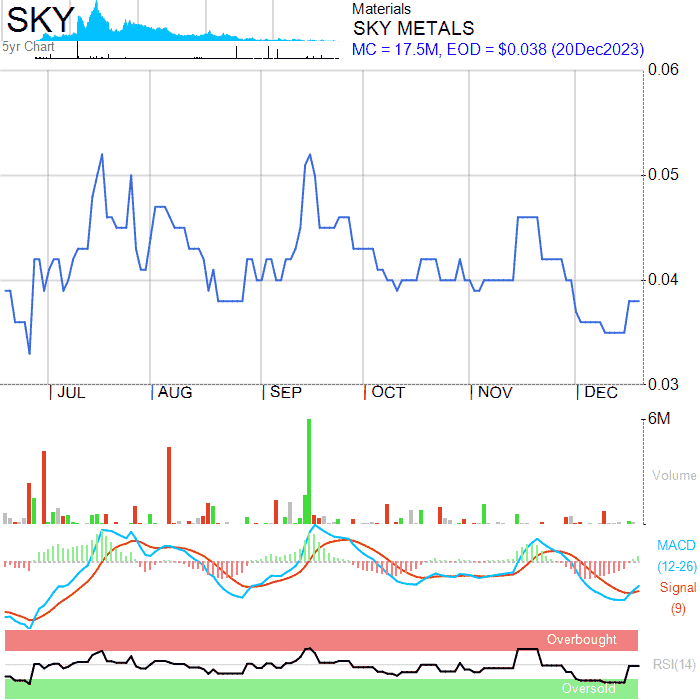 SKY
5yr Chart
Materials
SKY METALS
MC = 17.5M, EOD = $0.038 (20Dec2023)
0.06
0.05
0.04
0.03
JUL
AUG
SEP
OCT
NOV
DEC
6M
Volume
MACD
(12-26)
Signal
(9)
Overbought
RSI(14)
Oversold